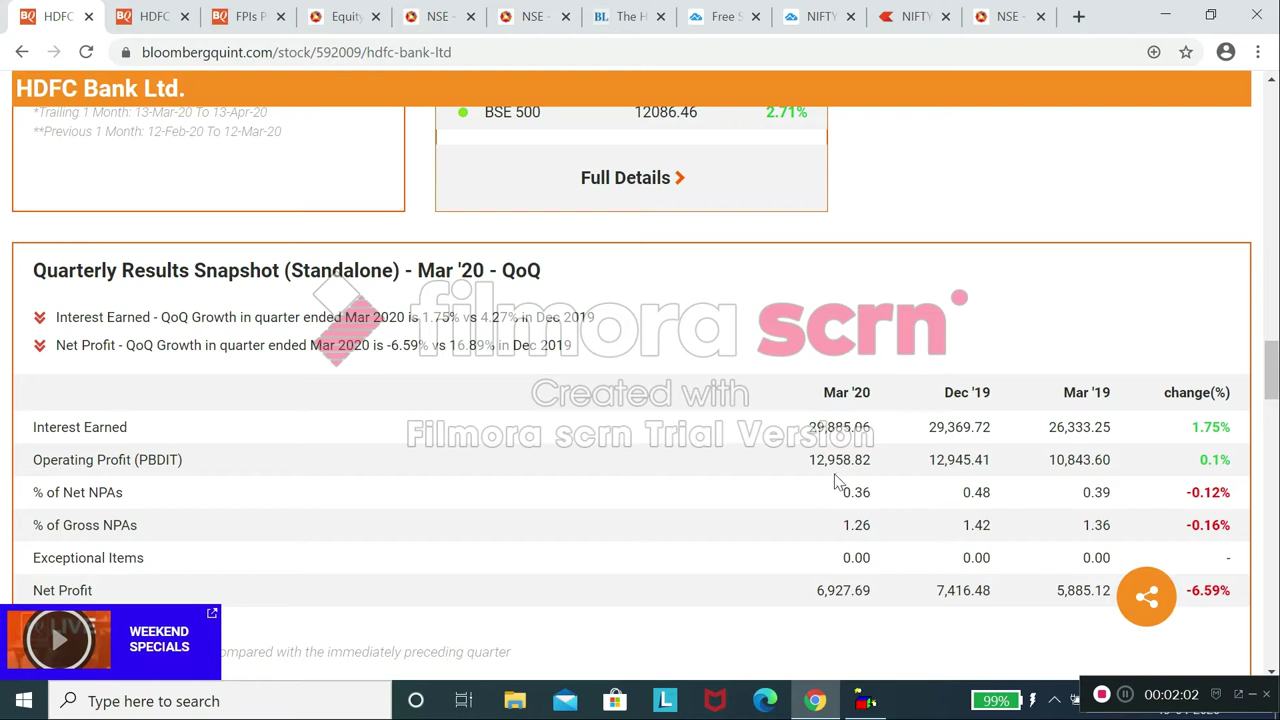 HDFC
HDFC
FPIs P
Equity
NSE -
NSE -
The H
Free S
NIFTY
NIFTY
NSE -
bloombergquint.com/stock/592009/hdfc-bank-ltd
HDFC Bank Ltd.
*Trailing 1 Month: 13-Mar-20 To 13-Apr-20
**Previous 1 Month: 12-Feb-20 To 12-Mar-20
BSE 500 12086.46 2.71%
Full Details
Quarterly Results Snapshot (Standalone) - Mar '20 - QoQ
Interest Earned - QoQ Growth in quarter ended Mar 2020 is 1.75% vs 4.27% in Dec 2019
Net Profit - QoQ Growth in quarter ended Mar 2020 is -6.59% vs 16.89% in Dec 2019
filmora scrn
Created with
Filmora scrn Trial Version
Mar '20 Dec '19 Mar '19 change(%)
Interest Earned 29,885.06 29,369.72 26,333.25 1.75%
Operating Profit (PBDIT) 12,958.82 12,945.41 10,843.60 0.1%
% of Net NPAs 0.36 0.48 0.39 -0.12%
% of Gross NPAs 1.26 1.42 1.36 -0.16%
Exceptional Items 0.00 0.00 0.00 -
Net Profit 6,927.69 7,416.48 5,885.12 -6.59%
WEEKEND
SPECIALS
ompared with the immediately preceding quarter
Type here to search
99%
00:02:02